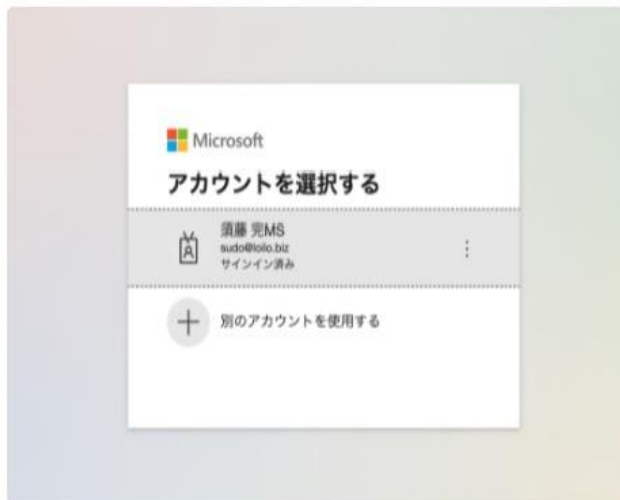 Microsoft
アカウントを選択する
須藤 完MS
sudo@loilo.biz
サインイン済み
別のアカウントを使用する